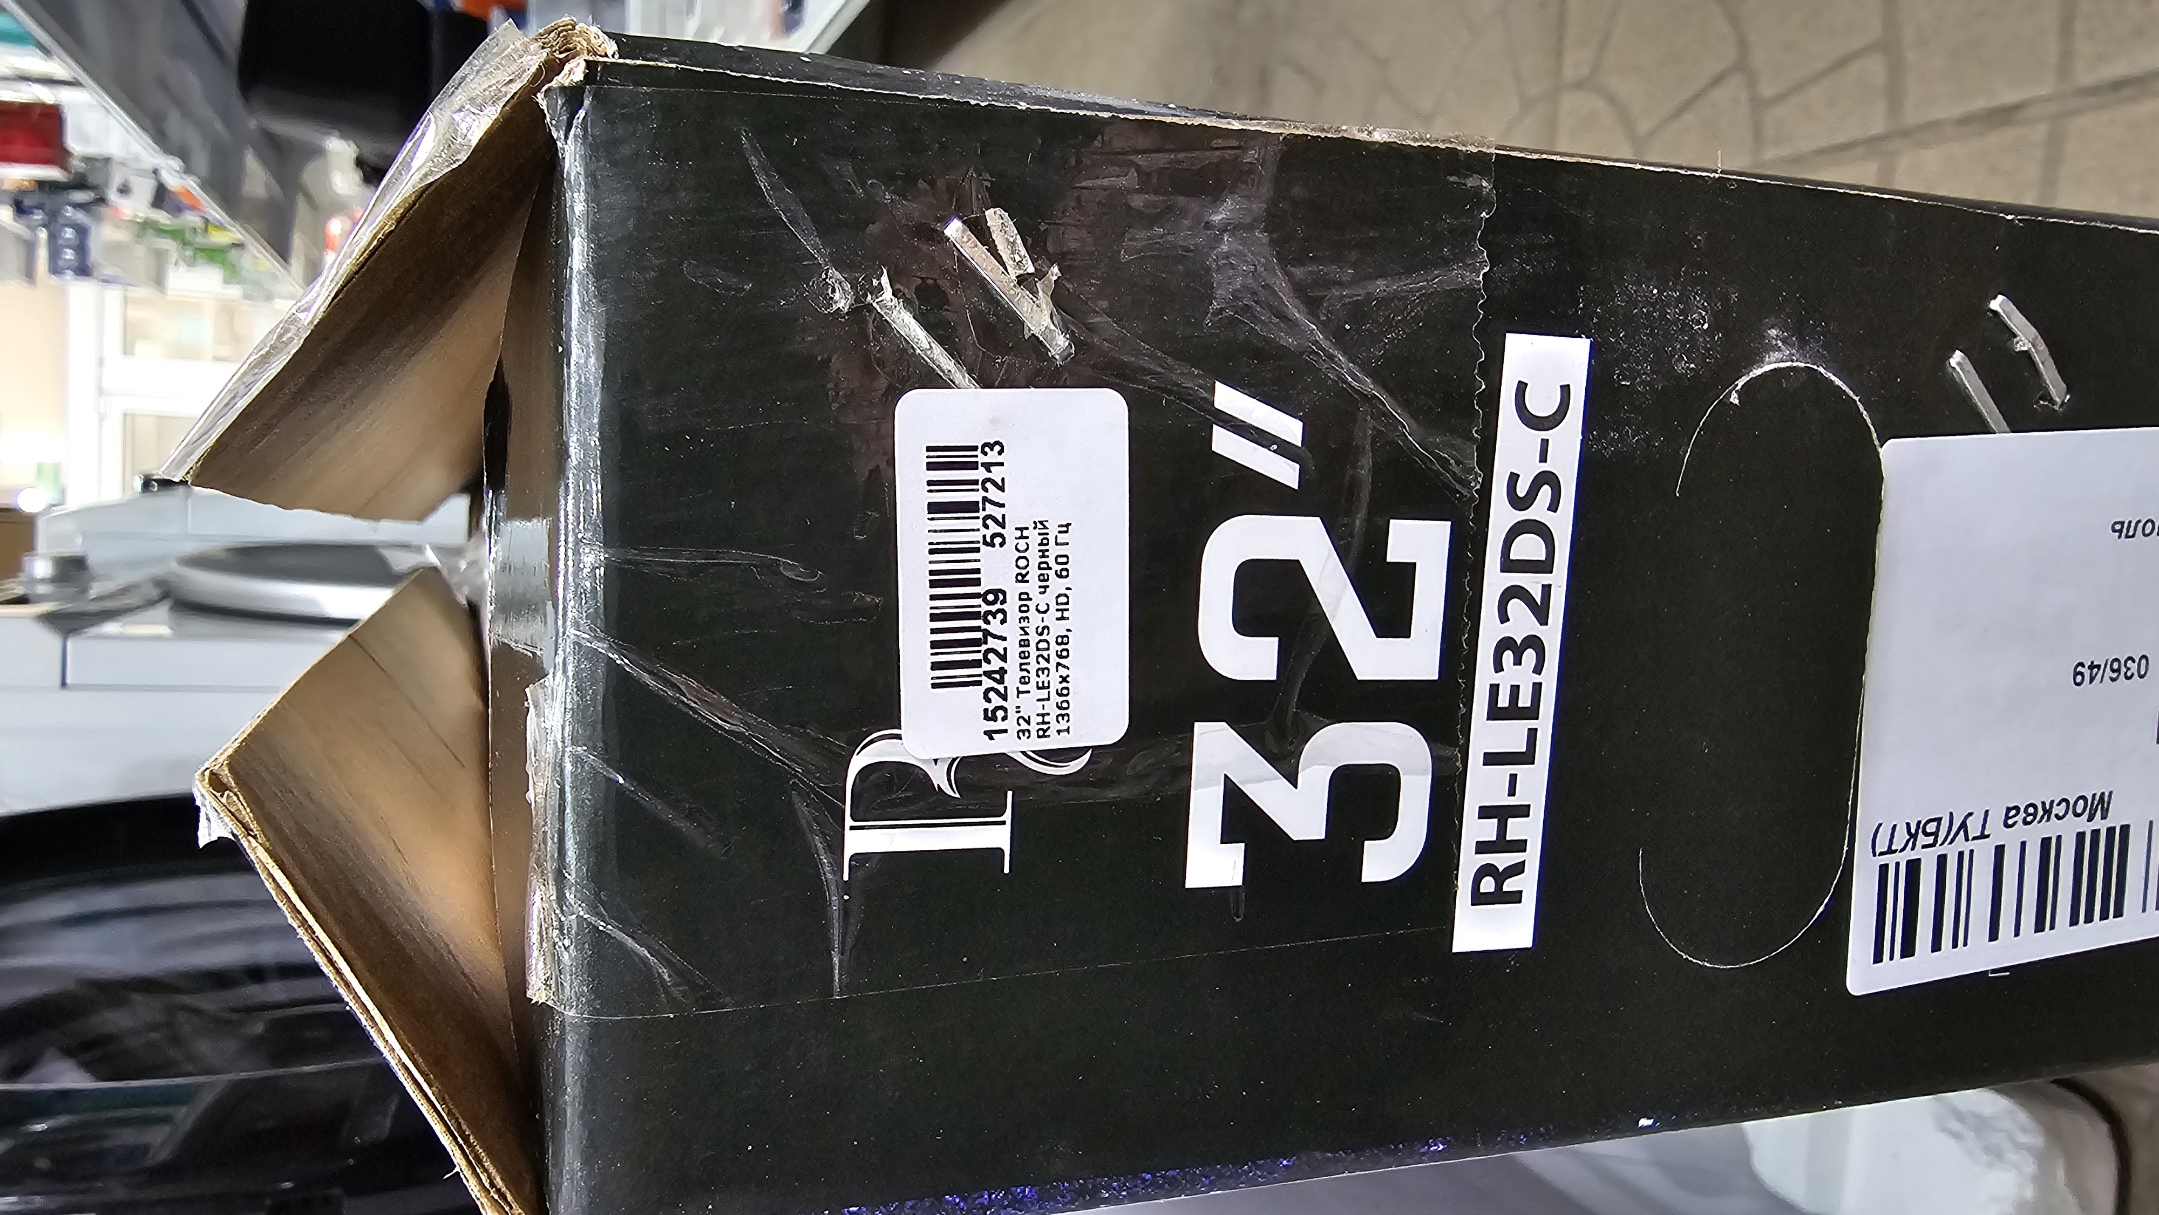 15242739 527213
32" Телевизор ROCH
RH-LE32DS-C черный
1366x768, HD, 60 Гц
R
32"
RH-LE32DS-C
Москва ТУ(БКТ)
036/49